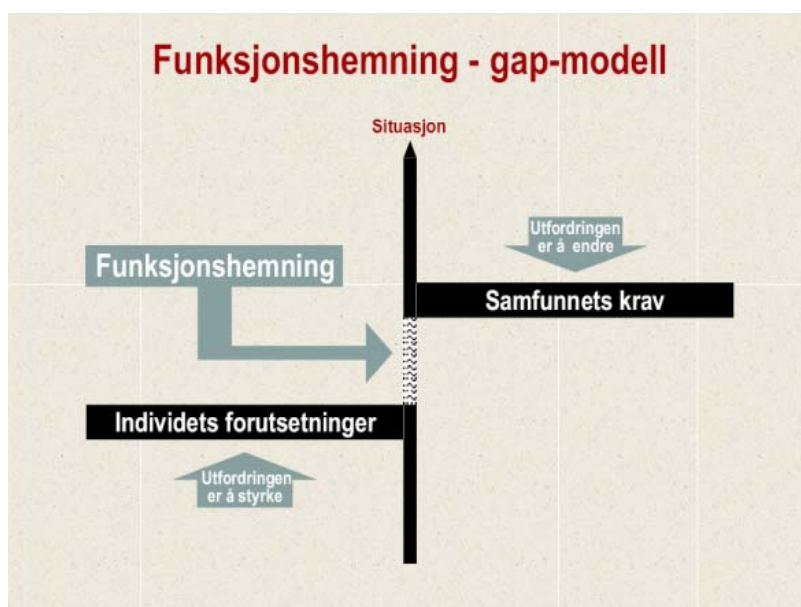 Funksjonshemning - gap-modell
Situasjon
Utfordringen
er å endre
Funksjonshemning
Samfunnets krav
Individets forutsetninger
Utfordringen
er å styrke